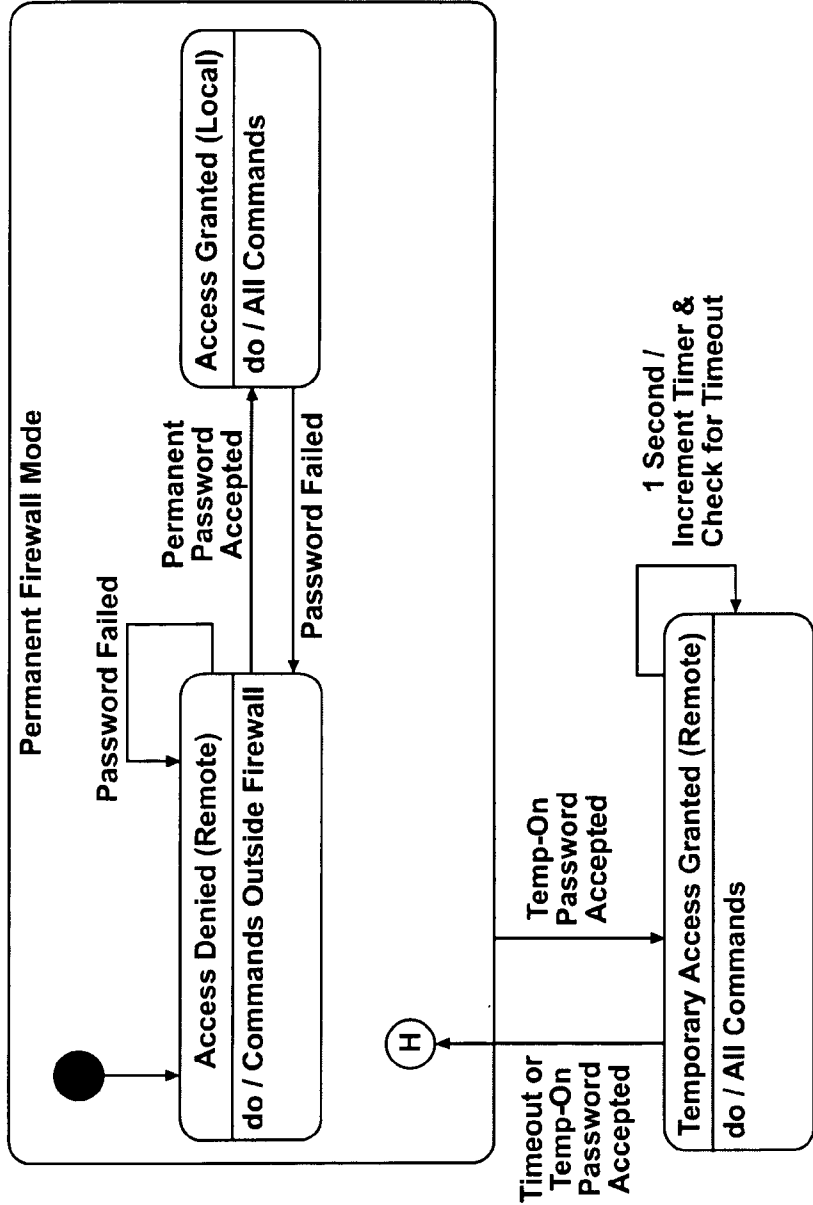 Permanent Firewall Mode
Password Failed
Access Denied (Remote)
do / Commands Outside Firewall
Permanent
Password
Accepted
Password Failed
Access Granted (Local)
do / All Commands
H
Timeout or
Temp-On
Password
Accepted
Temp-On
Password
Accepted
Temporary Access Granted (Remote)
do / All Commands
1 Second /
Increment Timer &
Check for Timeout